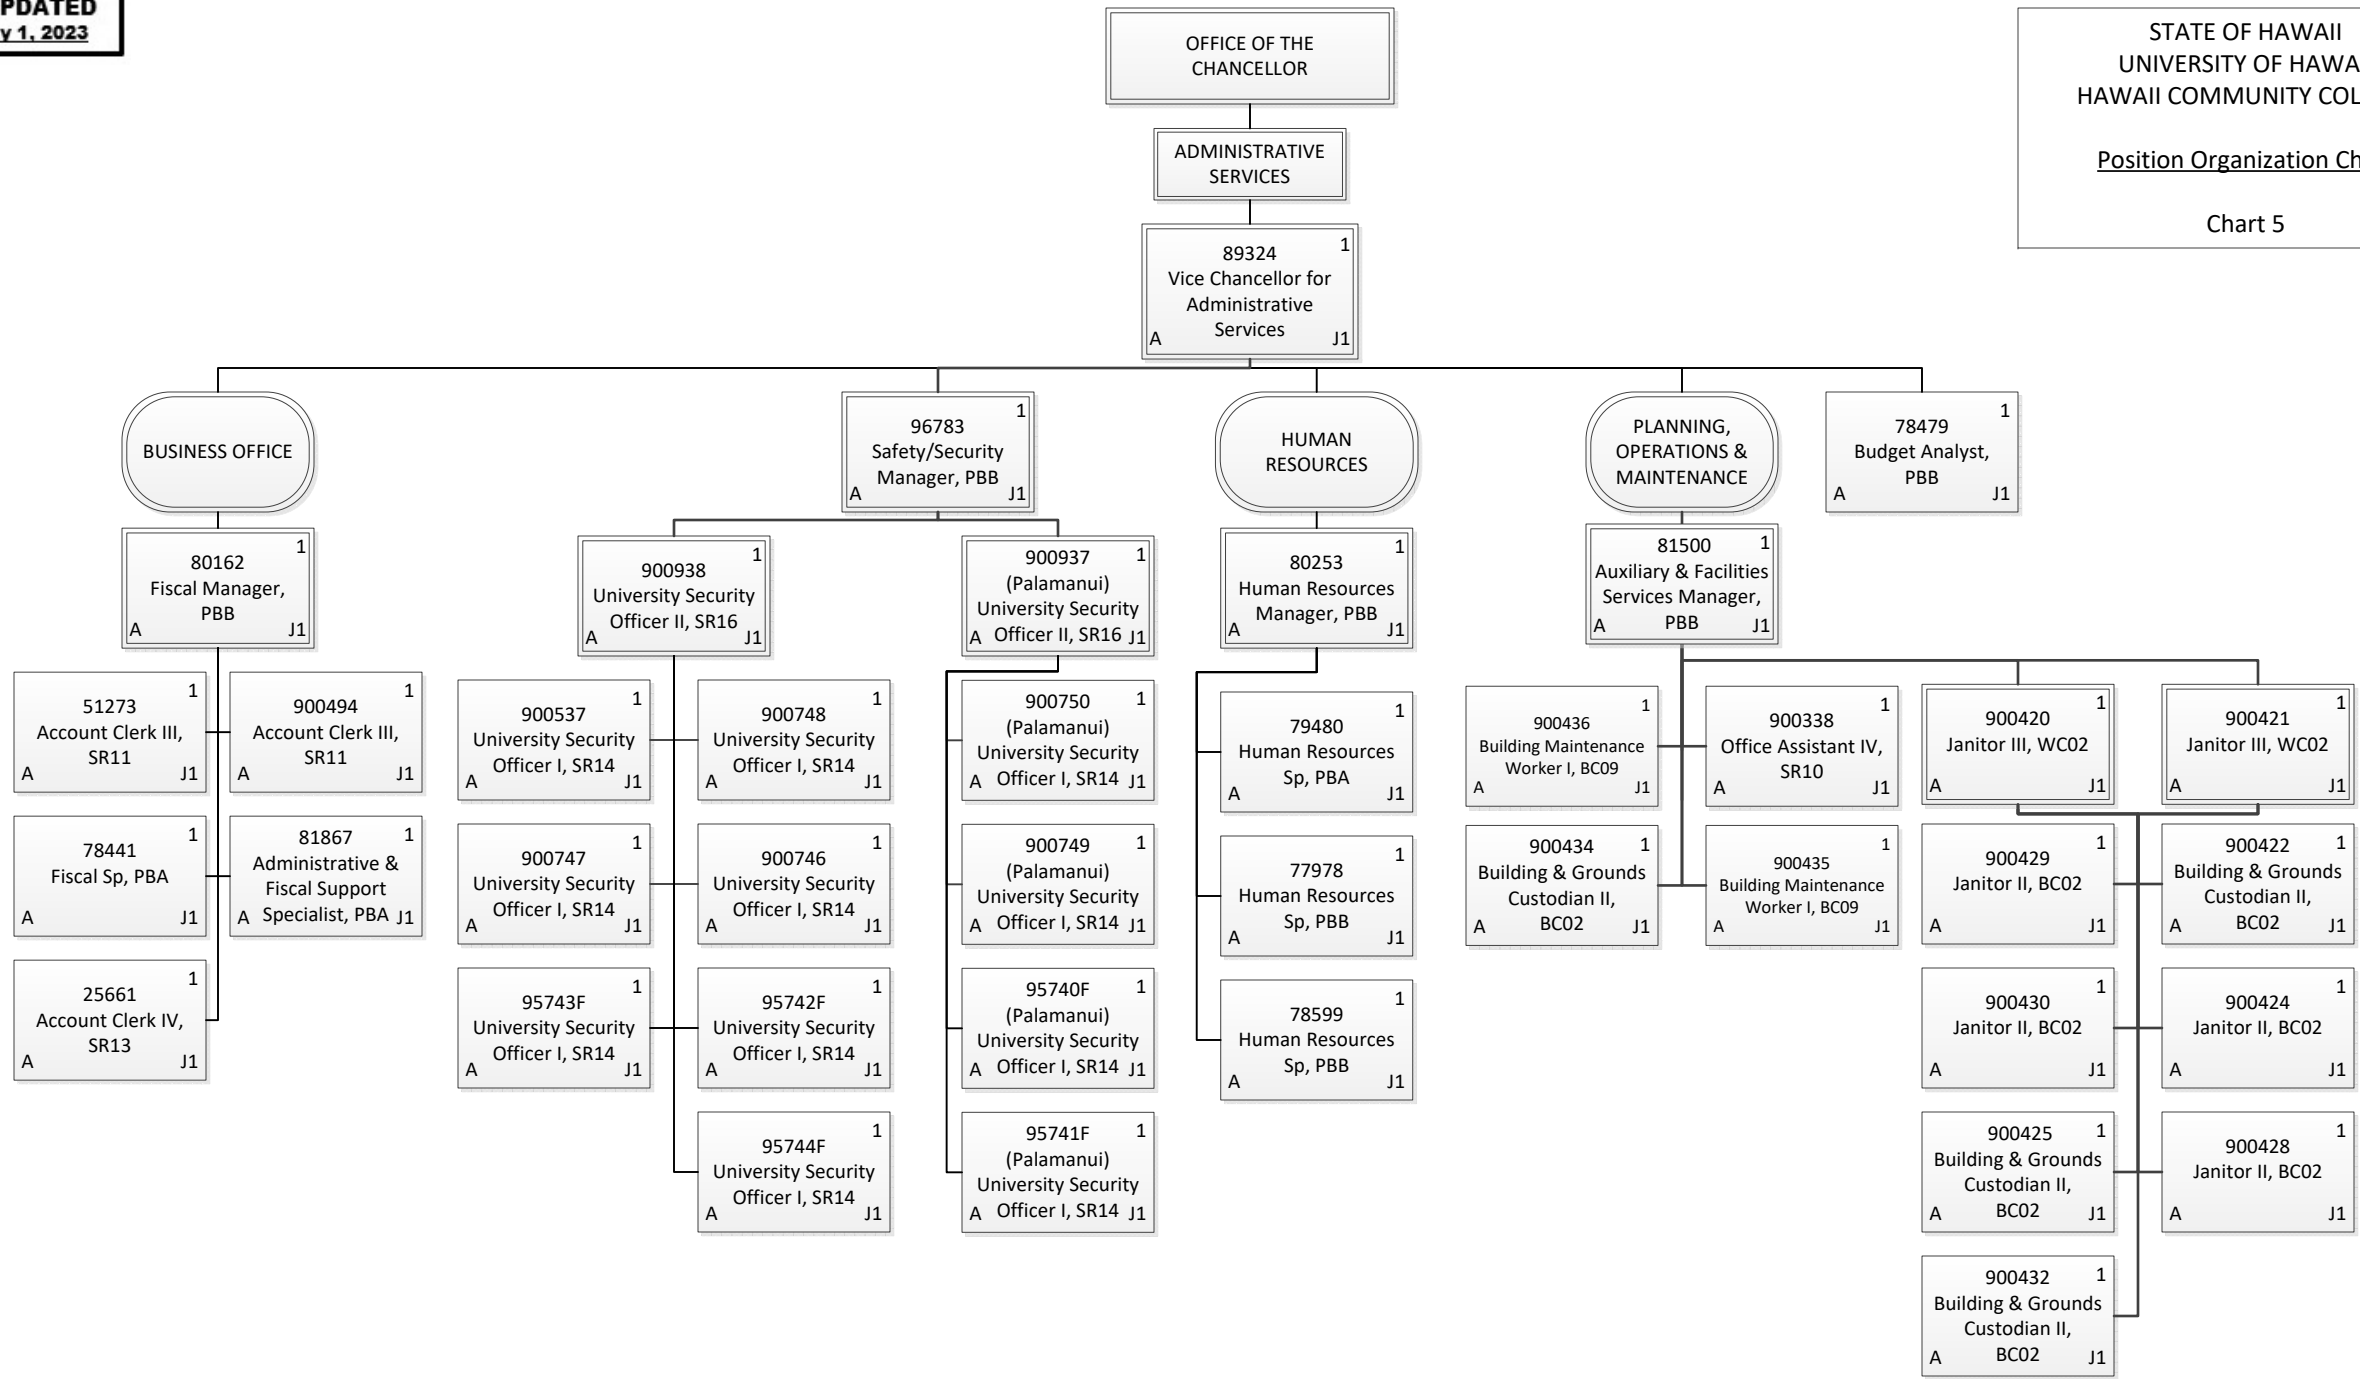 PDATED
y 1, 2023
STATE OF HAWAII
UNIVERSITY OF HAWA
HAWAII COMMUNITY COL
Position Organization Ch
Chart 5
OFFICE OF THE
CHANCELLOR
ADMINISTRATIVE
SERVICES
1
89324
Vice Chancellor for
Administrative
Services
A J1
BUSINESS OFFICE
1
80162
Fiscal Manager,
PBB
A J1
1
51273
Account Clerk III,
SR11
A J1
1
900494
Account Clerk III,
SR11
A J1
1
78441
Fiscal Sp, PBA
A J1
81867 1
Administrative &
Fiscal Support
A Specialist, PBA J1
1
25661
Account Clerk IV,
SR13
A J1
1
96783
Safety/Security
Manager, PBB
A J1
1
900938
University Security
Officer II, SR16
A J1
1
900537
University Security
Officer I, SR14
A J1
1
900748
University Security
Officer I, SR14
A J1
1
900747
University Security
Officer I, SR14
A J1
1
900746
University Security
Officer I, SR14
A J1
1
95743F
University Security
Officer I, SR14
A J1
1
95742F
University Security
Officer I, SR14
A J1
1
95744F
University Security
Officer I, SR14
A J1
900937 1
(Palamanui)
University Security
A Officer II, SR16 J1
900750 1
(Palamanui)
University Security
A Officer I, SR14 J1
900749 1
(Palamanui)
University Security
A Officer I, SR14 J1
95740F 1
(Palamanui)
University Security
A Officer I, SR14 J1
95741F 1
(Palamanui)
University Security
A Officer I, SR14 J1
HUMAN
RESOURCES
1
80253
Human Resources
Manager, PBB
A J1
1
79480
Human Resources
Sp, PBA
A J1
1
77978
Human Resources
Sp, PBB
A J1
1
78599
Human Resources
Sp, PBB
A J1
PLANNING,
OPERATIONS &
MAINTENANCE
81500 1
Auxiliary & Facilities
Services Manager,
A PBB J1
1
900436
Building Maintenance
Worker I, BC09
A J1
1
900338
Office Assistant IV,
SR10
A J1
900434 1
Building & Grounds
Custodian II,
A BC02 J1
1
900435
Building Maintenance
Worker I, BC09
A J1
1
900420
Janitor III, WC02
A J1
1
900421
Janitor III, WC02
A J1
1
900429
Janitor II, BC02
A J1
900422 1
Building & Grounds
Custodian II,
A BC02 J1
1
900430
Janitor II, BC02
A J1
1
900424
Janitor II, BC02
A J1
900425 1
Building & Grounds
Custodian II,
A BC02 J1
1
900428
Janitor II, BC02
A J1
900432 1
Building & Grounds
Custodian II,
A BC02 J1
1
78479
Budget Analyst,
PBB
A J1